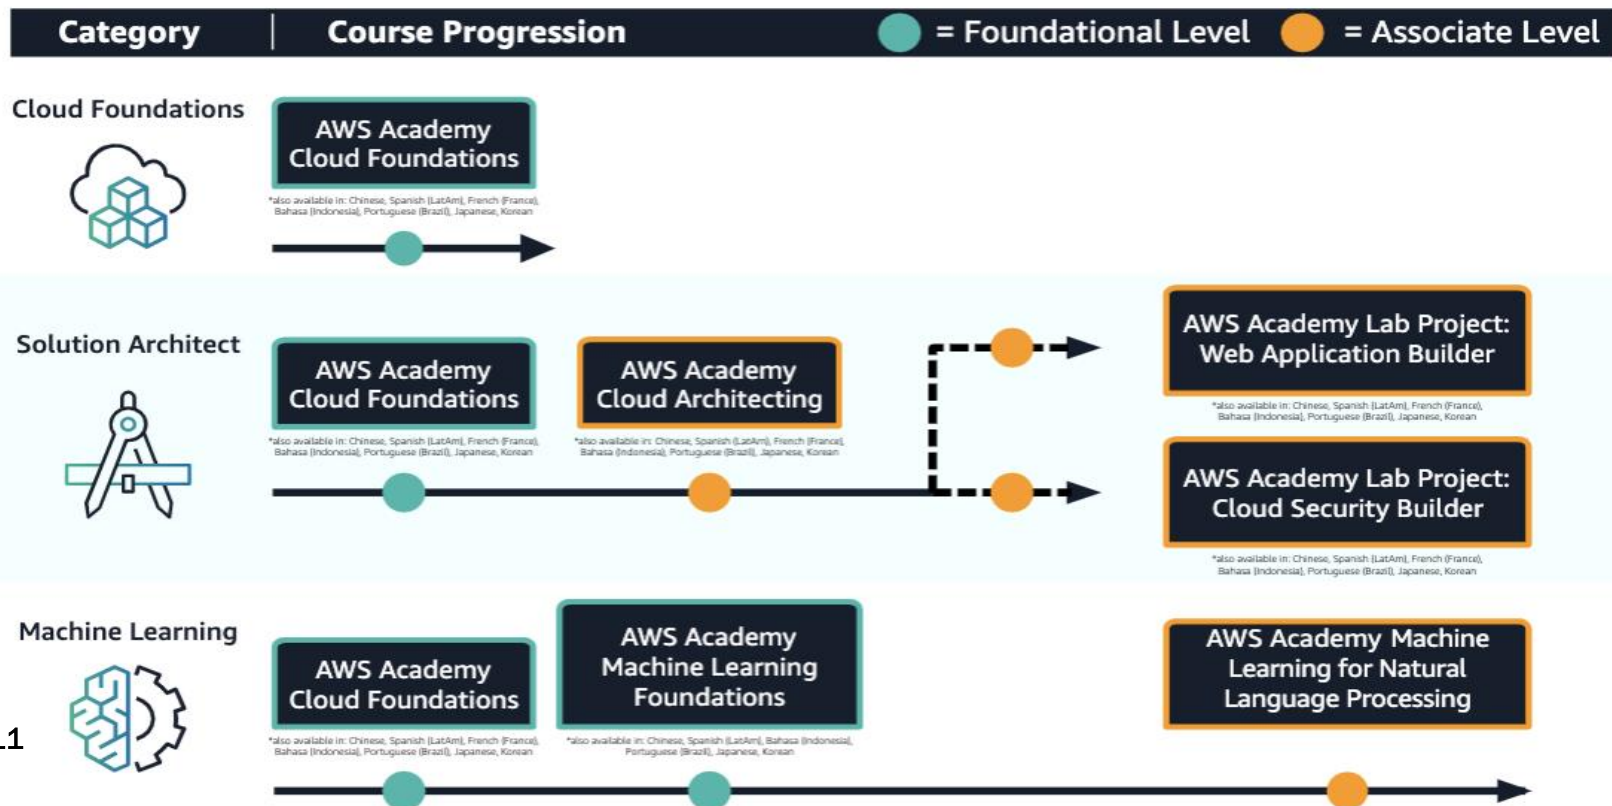 Category | Course Progression = Foundational Level = Associate Level
Cloud Foundations
AWS Academy
Cloud Foundations
*also available in: Chinese, Spanish (LatAm), French (France),
Bahasa (Indonesia), Portuguese (Brazil), Japanese, Korean
Solution Architect
AWS Academy
Cloud Foundations
*also available in: Chinese, Spanish (LatAm), French (France),
Bahasa (Indonesia), Portuguese (Brazil), Japanese, Korean
AWS Academy
Cloud Architecting
*also available in: Chinese, Spanish (LatAm), French (France),
Bahasa (Indonesia), Portuguese (Brazil), Japanese, Korean
AWS Academy Lab Project:
Web Application Builder
*also available in: Chinese, Spanish (LatAm), French (France),
Bahasa (Indonesia), Portuguese (Brazil), Japanese, Korean
AWS Academy Lab Project:
Cloud Security Builder
*also available in: Chinese, Spanish (LatAm), French (France),
Bahasa (Indonesia), Portuguese (Brazil), Japanese, Korean
Machine Learning
AWS Academy
Cloud Foundations
*also available in: Chinese, Spanish (LatAm), French (France),
Bahasa (Indonesia), Portuguese (Brazil), Japanese, Korean
AWS Academy
Machine Learning
Foundations
*also available in: Chinese, Spanish (LatAm), Bahasa (Indonesia),
Portuguese (Brazil), Japanese, Korean
AWS Academy Machine
Learning for Natural
Language Processing
11